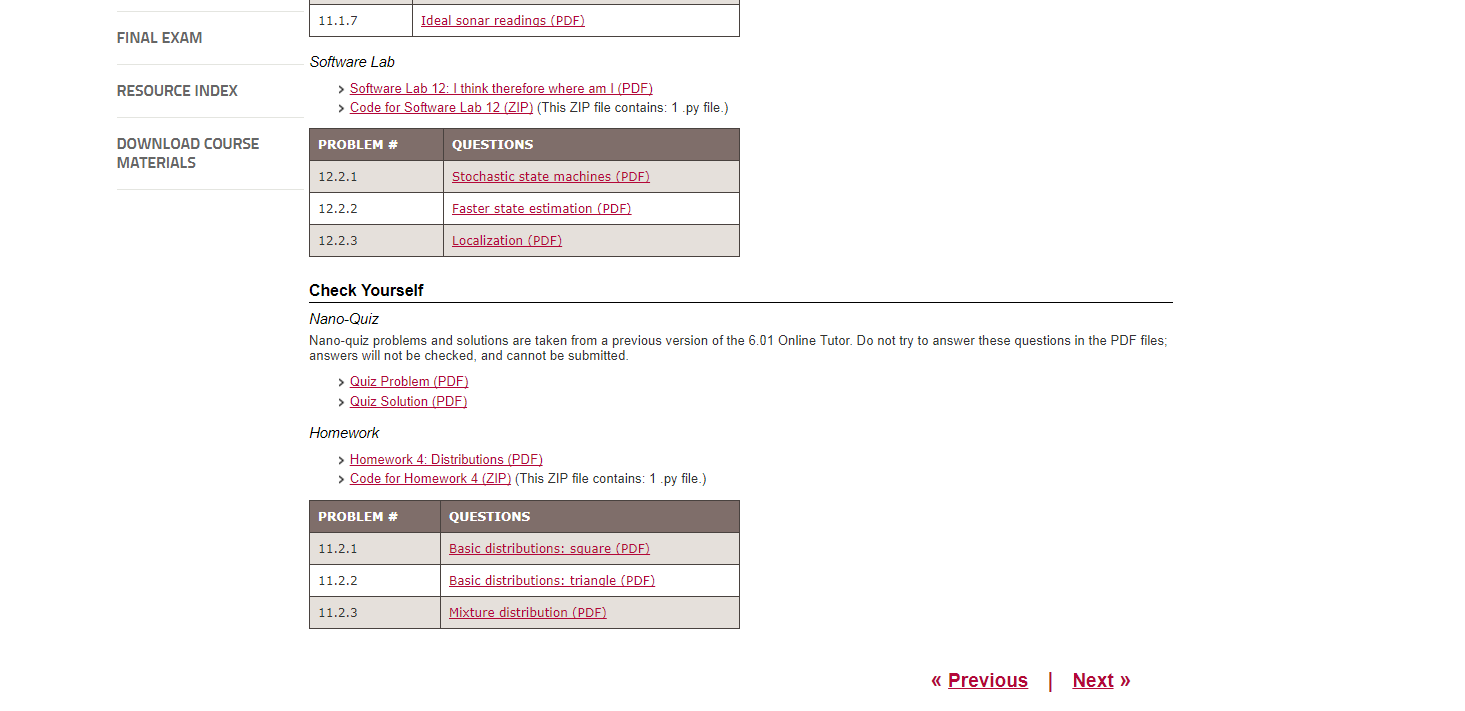 FINAL EXAM
RESOURCE INDEX
DOWNLOAD COURSE
MATERIALS
11.1.7 Ideal sonar readings (PDF)
Software Lab
› Software Lab 12: I think therefore where am I (PDF)
› Code for Software Lab 12 (ZIP) (This ZIP file contains: 1 .py file.)
PROBLEM # QUESTIONS
12.2.1 Stochastic state machines (PDF)
12.2.2 Faster state estimation (PDF)
12.2.3 Localization (PDF)
Check Yourself
Nano-Quiz
Nano-quiz problems and solutions are taken from a previous version of the 6.01 Online Tutor. Do not try to answer these questions in the PDF files;
answers will not be checked, and cannot be submitted.
› Quiz Problem (PDF)
› Quiz Solution (PDF)
Homework
› Homework 4: Distributions (PDF)
› Code for Homework 4 (ZIP) (This ZIP file contains: 1 .py file.)
PROBLEM # QUESTIONS
11.2.1 Basic distributions: square (PDF)
11.2.2 Basic distributions: triangle (PDF)
11.2.3 Mixture distribution (PDF)
« Previous | Next »